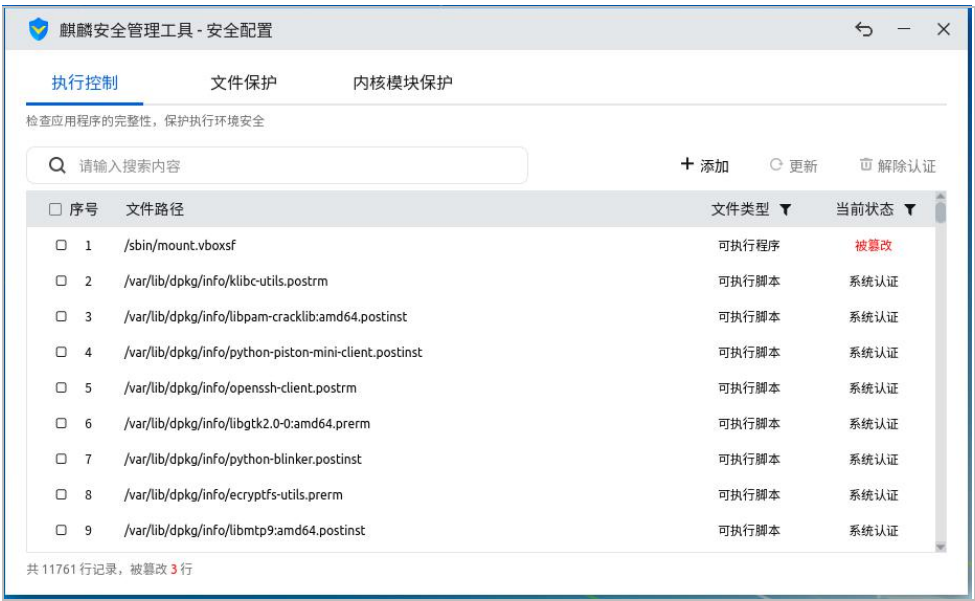 麒麟安全管理工具 - 安全配置
执行控制 文件保护 内核模块保护
检查应用程序的完整性，保护执行环境安全
请输入搜索内容 添加 更新 解除认证
序号 文件路径 文件类型 当前状态
1 /sbin/mount.vboxsf 可执行程序 被篡改
2 /var/lib/dpkg/info/klibc-utils.postrm 可执行脚本 系统认证
3 /var/lib/dpkg/info/libpam-cracklib:amd64.postinst 可执行脚本 系统认证
4 /var/lib/dpkg/info/python-piston-mini-client.postinst 可执行脚本 系统认证
5 /var/lib/dpkg/info/openssh-client.postrm 可执行脚本 系统认证
6 /var/lib/dpkg/info/libgtk2.0-0:amd64.prerm 可执行脚本 系统认证
7 /var/lib/dpkg/info/python-blinker.postinst 可执行脚本 系统认证
8 /var/lib/dpkg/info/ecryptfs-utils.prerm 可执行脚本 系统认证
9 /var/lib/dpkg/info/libmtp9:amd64.postinst 可执行脚本 系统认证
共 11761 行记录，被篡改 3 行